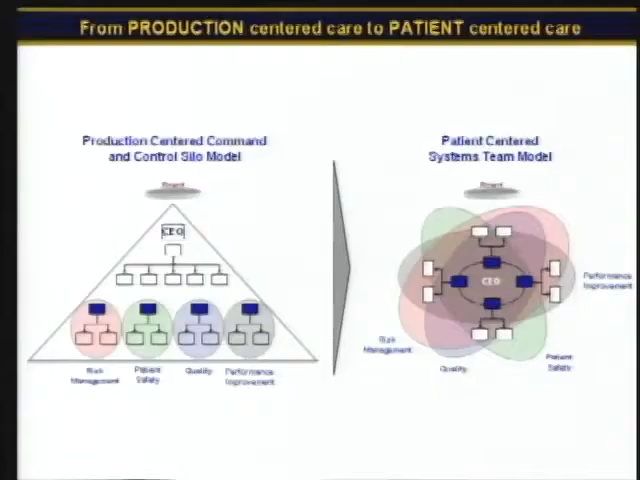 From PRODUCTION centered care to PATIENT centered care
Production Centered Command
and Control Silo Model
Patient Centered
Systems Team Model
Board
Board
CEO
CEO
Risk
Management
Patient
Safety
Quality
Performance
Improvement
Performance
Improvement
Risk
Management
Quality
Patient
Safety